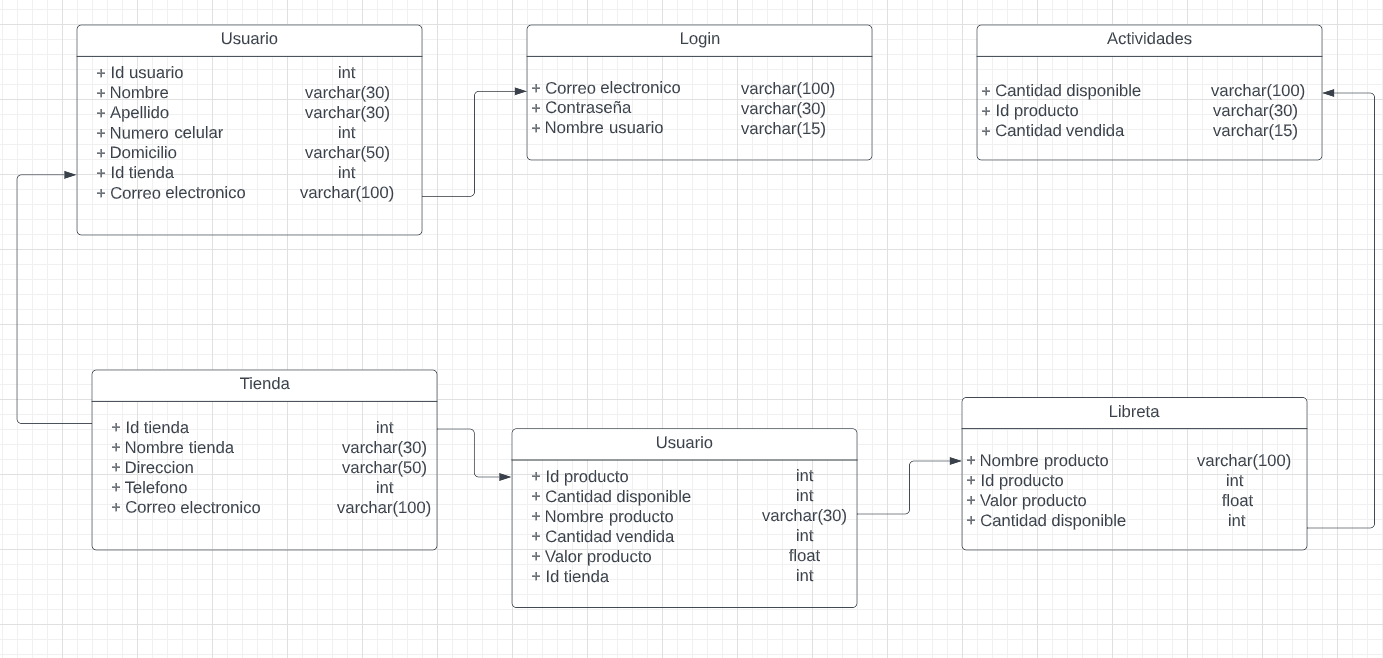 Usuario
+ Id usuario int
+ Nombre varchar(30)
+ Apellido varchar(30)
+ Numero celular int
+ Domicilio varchar(50)
+ Id tienda int
+ Correo electronico varchar(100)
Login
+ Correo electronico varchar(100)
+ Contraseña varchar(30)
+ Nombre usuario varchar(15)
Actividades
+ Cantidad disponible varchar(100)
+ Id producto varchar(30)
+ Cantidad vendida varchar(15)
Tienda
+ Id tienda int
+ Nombre tienda varchar(30)
+ Direccion varchar(50)
+ Telefono int
+ Correo electronico varchar(100)
Usuario
+ Id producto int
+ Cantidad disponible int
+ Nombre producto varchar(30)
+ Cantidad vendida int
+ Valor producto float
+ Id tienda int
Libreta
+ Nombre producto varchar(100)
+ Id producto int
+ Valor producto float
+ Cantidad disponible int